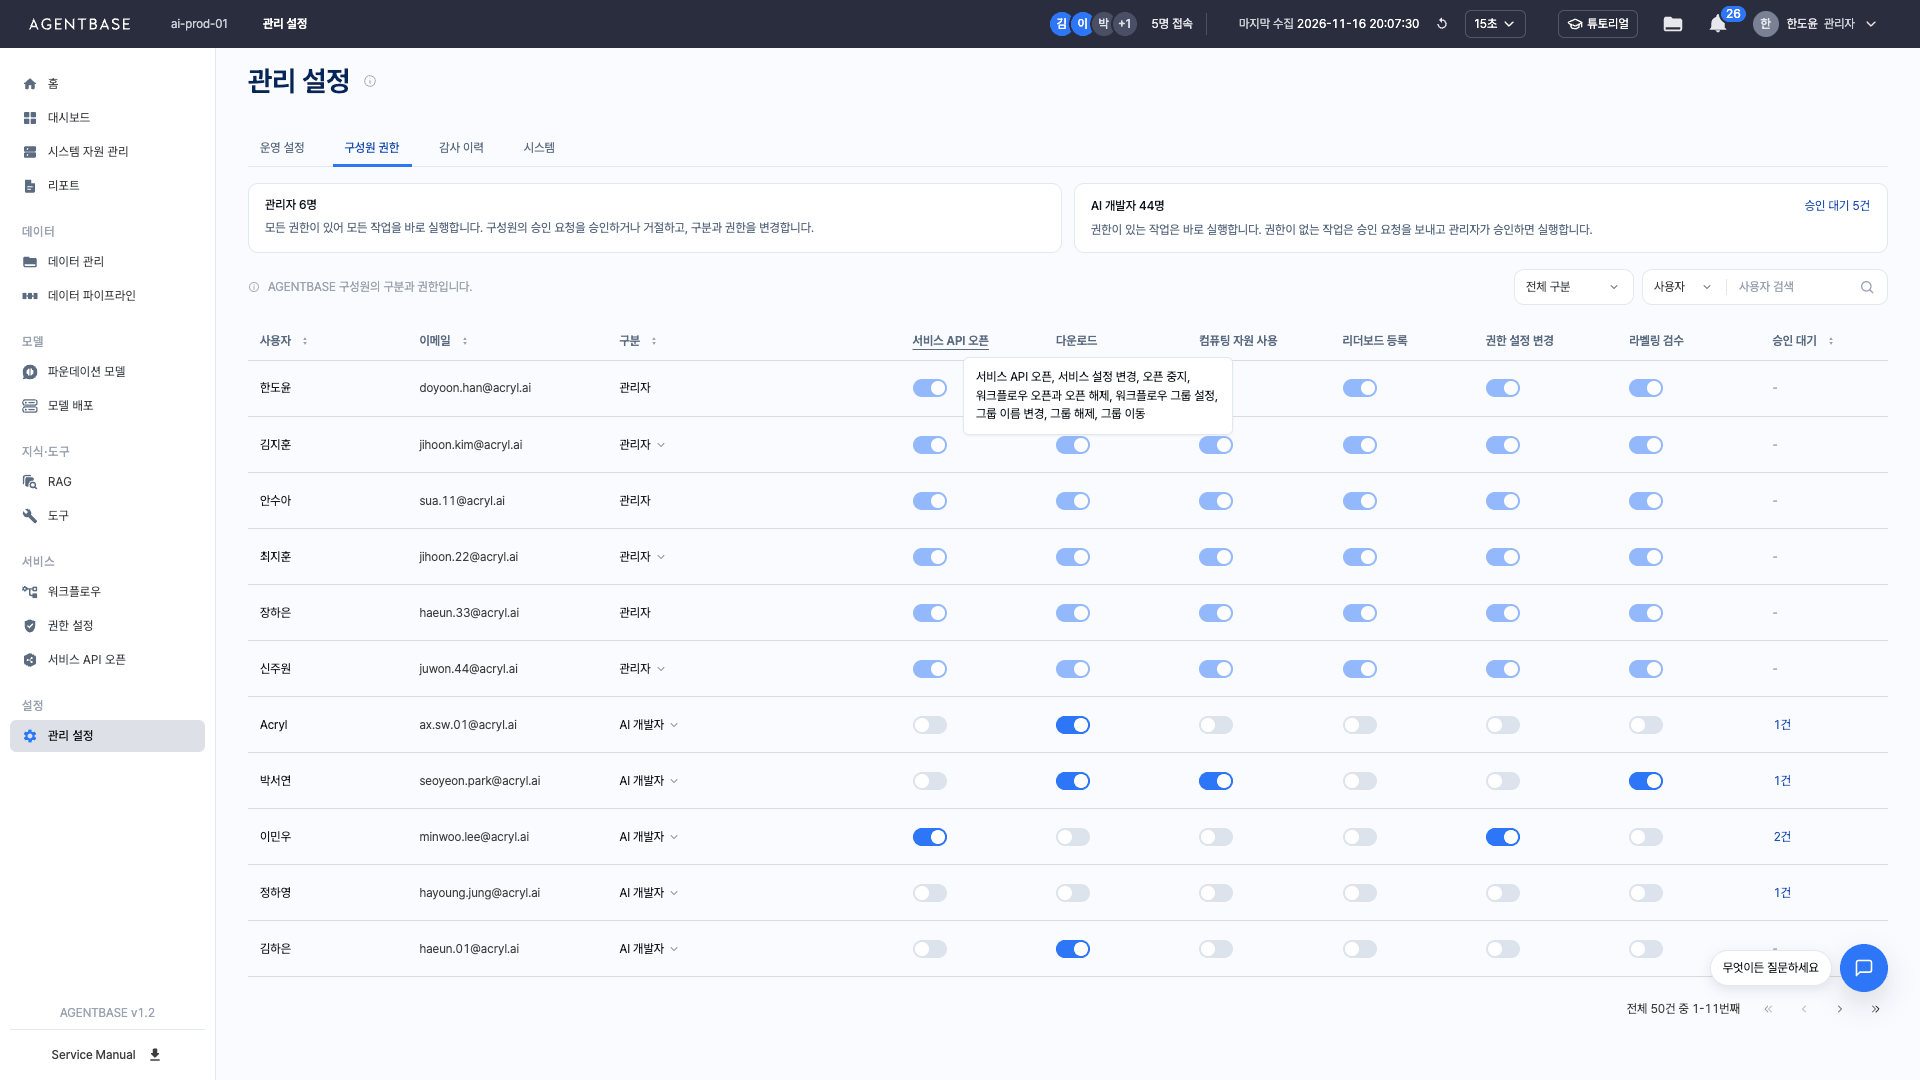 AGENTBASE ai-prod-01 관리 설정 김 이 박 +1 5명 접속 마지막 수집 2026-11-16 20:07:30 15초 튜토리얼 26 한 한도윤 관리자
홈
대시보드
시스템 자원 관리
리포트
데이터
데이터 관리
데이터 파이프라인
모델
파운데이션 모델
모델 배포
지식·도구
RAG
도구
서비스
워크플로우
권한 설정
서비스 API 오픈
설정
관리 설정
AGENTBASE v1.2
Service Manual
관리 설정
운영 설정 구성원 권한 감사 이력 시스템
관리자 6명
모든 권한이 있어 모든 작업을 바로 실행합니다. 구성원의 승인 요청을 승인하거나 거절하고, 구분과 권한을 변경합니다.
AI 개발자 44명 승인 대기 5건
권한이 있는 작업은 바로 실행합니다. 권한이 없는 작업은 승인 요청을 보내고 관리자가 승인하면 실행합니다.
AGENTBASE 구성원의 구분과 권한입니다. 전체 구분 사용자 사용자 검색
사용자 이메일 구분 서비스 API 오픈 다운로드 컴퓨팅 자원 사용 리더보드 등록 권한 설정 변경 라벨링 검수 승인 대기
서비스 API 오픈, 서비스 설정 변경, 오픈 중지,
워크플로우 오픈과 오픈 해제, 워크플로우 그룹 설정,
그룹 이름 변경, 그룹 해제, 그룹 이동
한도윤 doyoon.han@acryl.ai 관리자 -
김지훈 jihoon.kim@acryl.ai 관리자 -
안수아 sua.11@acryl.ai 관리자 -
최지훈 jihoon.22@acryl.ai 관리자 -
장하은 haeun.33@acryl.ai 관리자 -
신주원 juwon.44@acryl.ai 관리자 -
Acryl ax.sw.01@acryl.ai AI 개발자 1건
박서연 seoyeon.park@acryl.ai AI 개발자 1건
이민우 minwoo.lee@acryl.ai AI 개발자 2건
정하영 hayoung.jung@acryl.ai AI 개발자 1건
김하은 haeun.01@acryl.ai AI 개발자 -
무엇이든 질문하세요
전체 50건 중 1-11번째 « ‹ › »